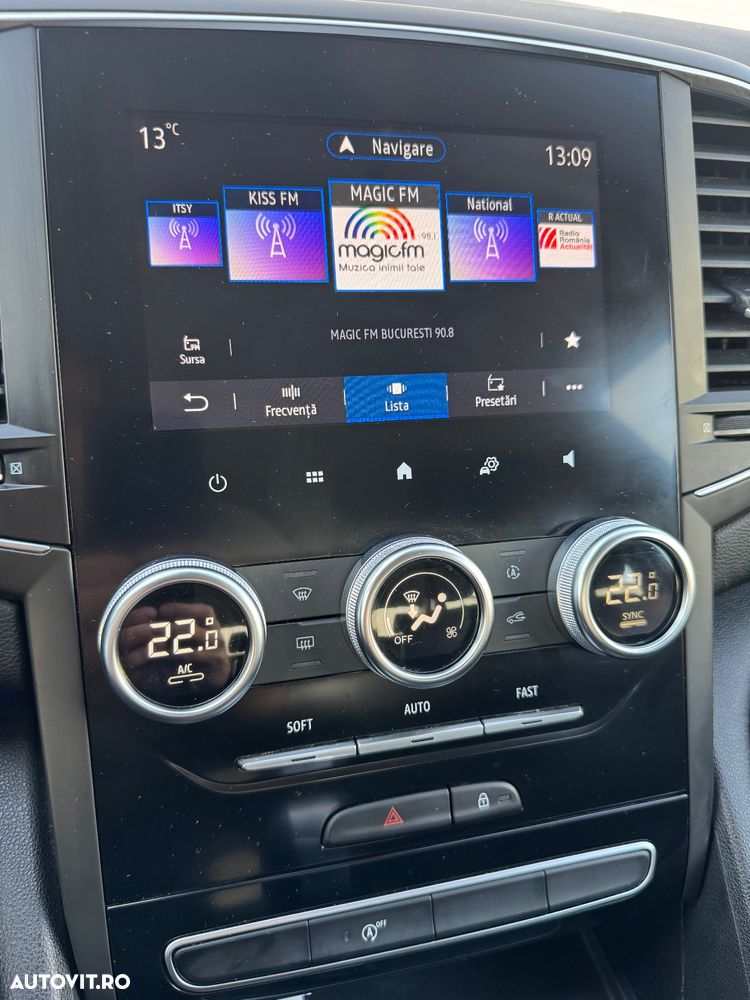 13°C
Navigare
13:09
ITSY
KISS FM
MAGIC FM
National
R ACTUAL
magicfm 98.1
Muzica inimii tale
Radio
România
Actualități
MAGIC FM BUCURESTI 90.8
Sursa
Frecvență
Lista
Presetări
22.0
A/C
OFF
22.0
SYNC
SOFT
AUTO
FAST
OFF
AUTOVIT.RO